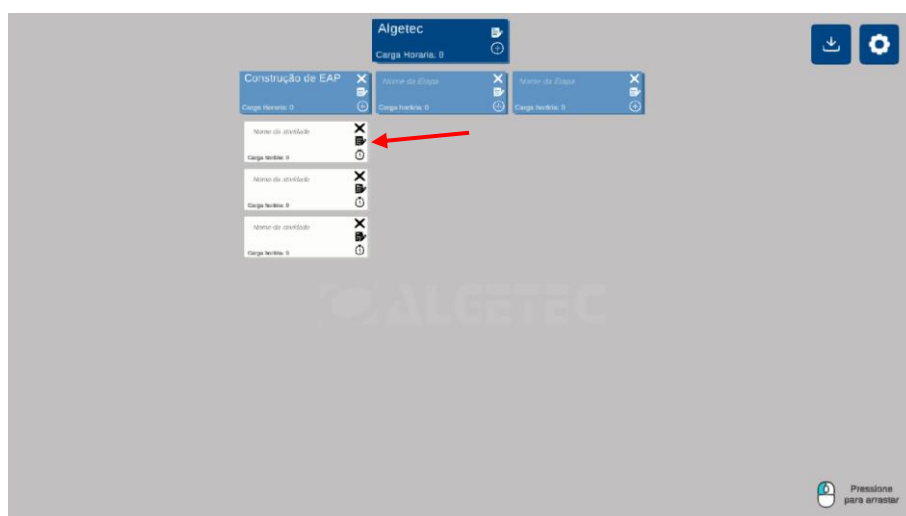 Algetec
Carga Horaria: 0
Construção de EAP
Carga Horaria: 0
Nome da Etapa
Carga horária: 0
Nome da Etapa
Carga horária: 0
Nome da atividade
Carga horária: 0
Nome da atividade
Carga horária: 0
Nome da atividade
Carga horária: 0
ALGETEC
Pressione
para arrastar